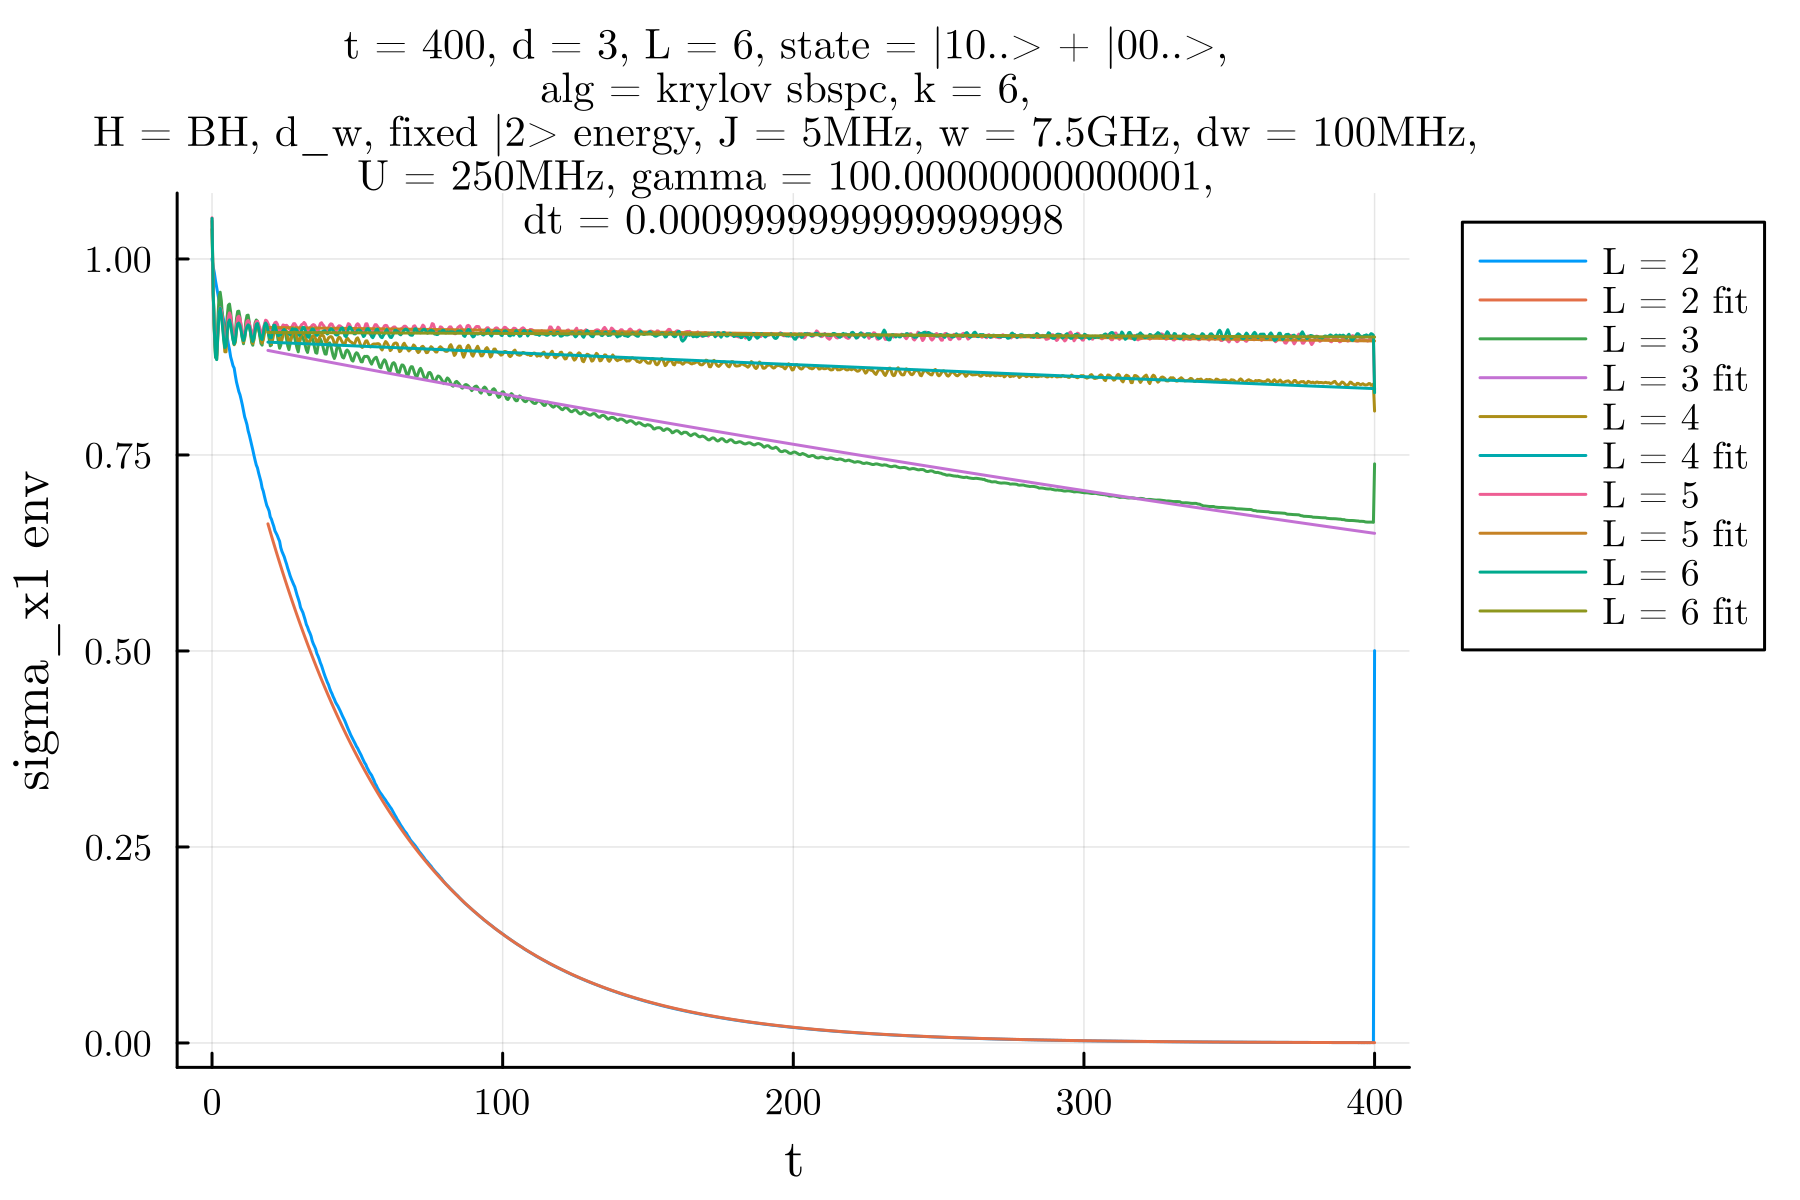 t = 400, d = 3, L = 6, state = |10..> + |00..>,
alg = krylov sbspc, k = 6,
H = BH, d_w, fixed |2> energy, J = 5MHz, w = 7.5GHz, dw = 100MHz,
U = 250MHz, gamma = 100.00000000000001,
dt = 0.0009999999999999998
1.00
0.75
0.50
0.25
0.00
sigma_x1 env
0
100
200
300
400
t
L = 2
L = 2 fit
L = 3
L = 3 fit
L = 4
L = 4 fit
L = 5
L = 5 fit
L = 6
L = 6 fit